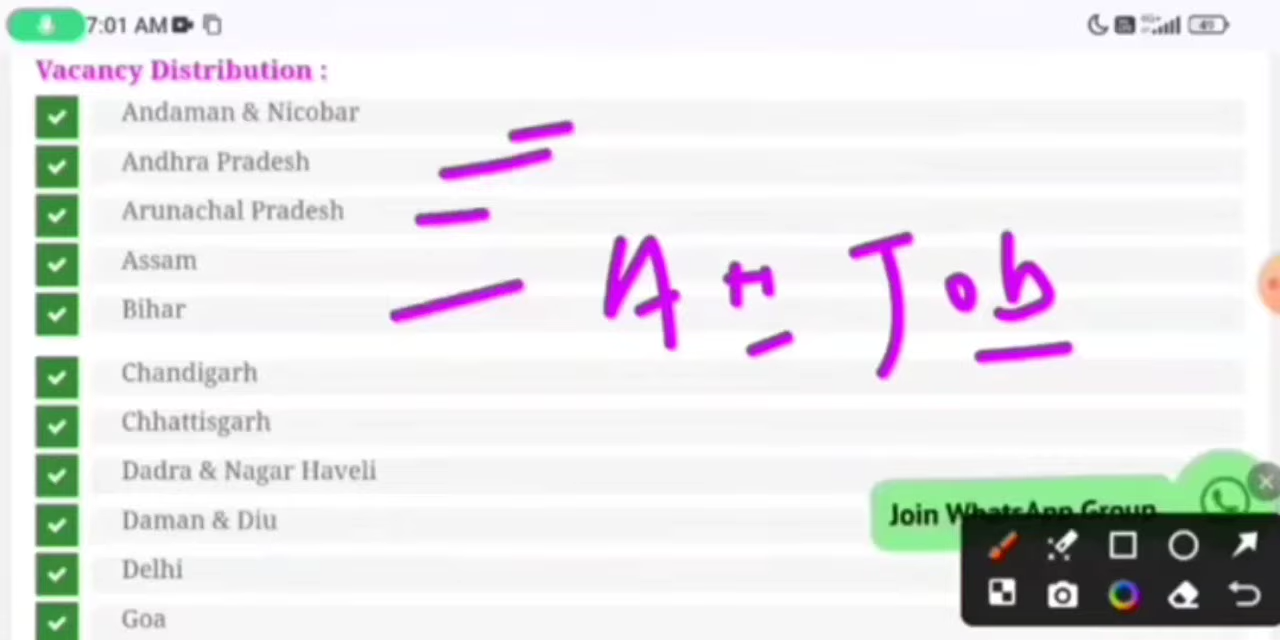 7:01 AM
49
Vacancy Distribution :
Andaman & Nicobar
Andhra Pradesh
Arunachal Pradesh
Assam
Bihar
Job
Chandigarh
Chhattisgarh
Dadra & Nagar Haveli
Daman & Diu
Delhi
Goa
Join WhatsApp Group